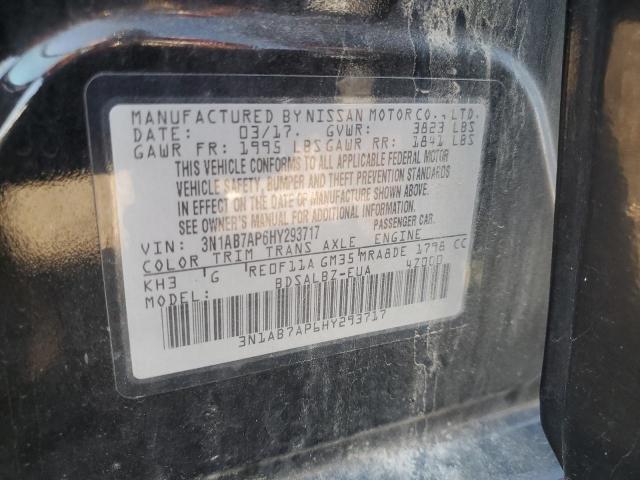 MANUFACTURED BY NISSAN MOTOR CO., LTD.
DATE: 03/17. GVWR: 3823 LBS
GAWR FR: 1995 LBS GAWR RR: 1841 LBS
THIS VEHICLE CONFORMS TO ALL APPLICABLE FEDERAL MOTOR
VEHICLE SAFETY, BUMPER AND THEFT PREVENTION STANDARDS
IN EFFECT ON THE DATE OF MANUFACTURE SHOWN ABOVE.
SEE OWNER'S MANUAL FOR ADDITIONAL INFORMATION.
VIN: 3N1AB7AP6HY293717 PASSENGER CAR.
COLOR TRIM TRANS AXLE ENGINE
KH3 G RE0F11A GM35 MRA8DE 1798 CC
MODEL: BDSALBZ-EUA 47000
3N1AB7AP6HY293717